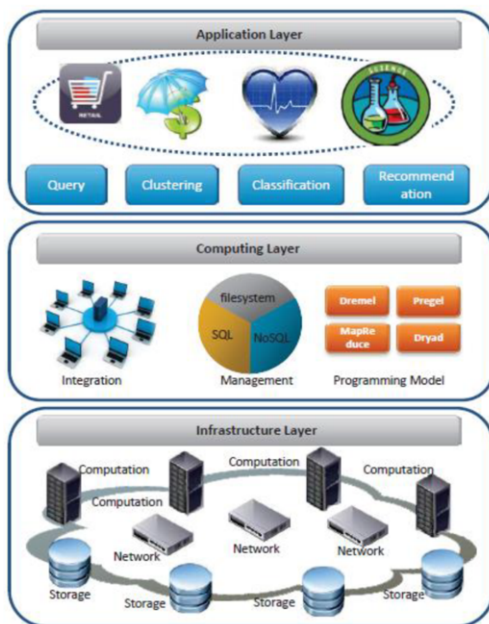 Application Layer
RETAIL
SCIENCE
Query
Clustering
Classification
Recommend
ation
Computing Layer
filesystem
SQL
NoSQL
Dremel
Pregel
MapRe
duce
Dryad
Integration
Management
Programming Model
Infrastructure Layer
Computation
Computation
Computation
Computation
Network
Network
Network
Storage
Storage
Storage
Storage